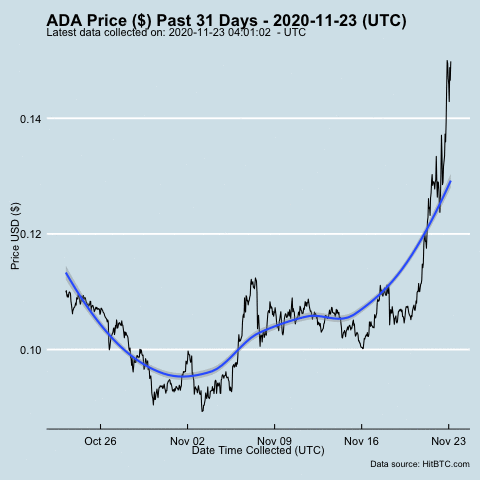 ADA Price ($) Past 31 Days - 2020-11-23 (UTC)
Latest data collected on: 2020-11-23 04:01:02  - UTC
0.14
0.12
0.10
Price USD ($)
Oct 26
Nov 02
Nov 09
Nov 16
Nov 23
Date Time Collected (UTC)
Data source: HitBTC.com